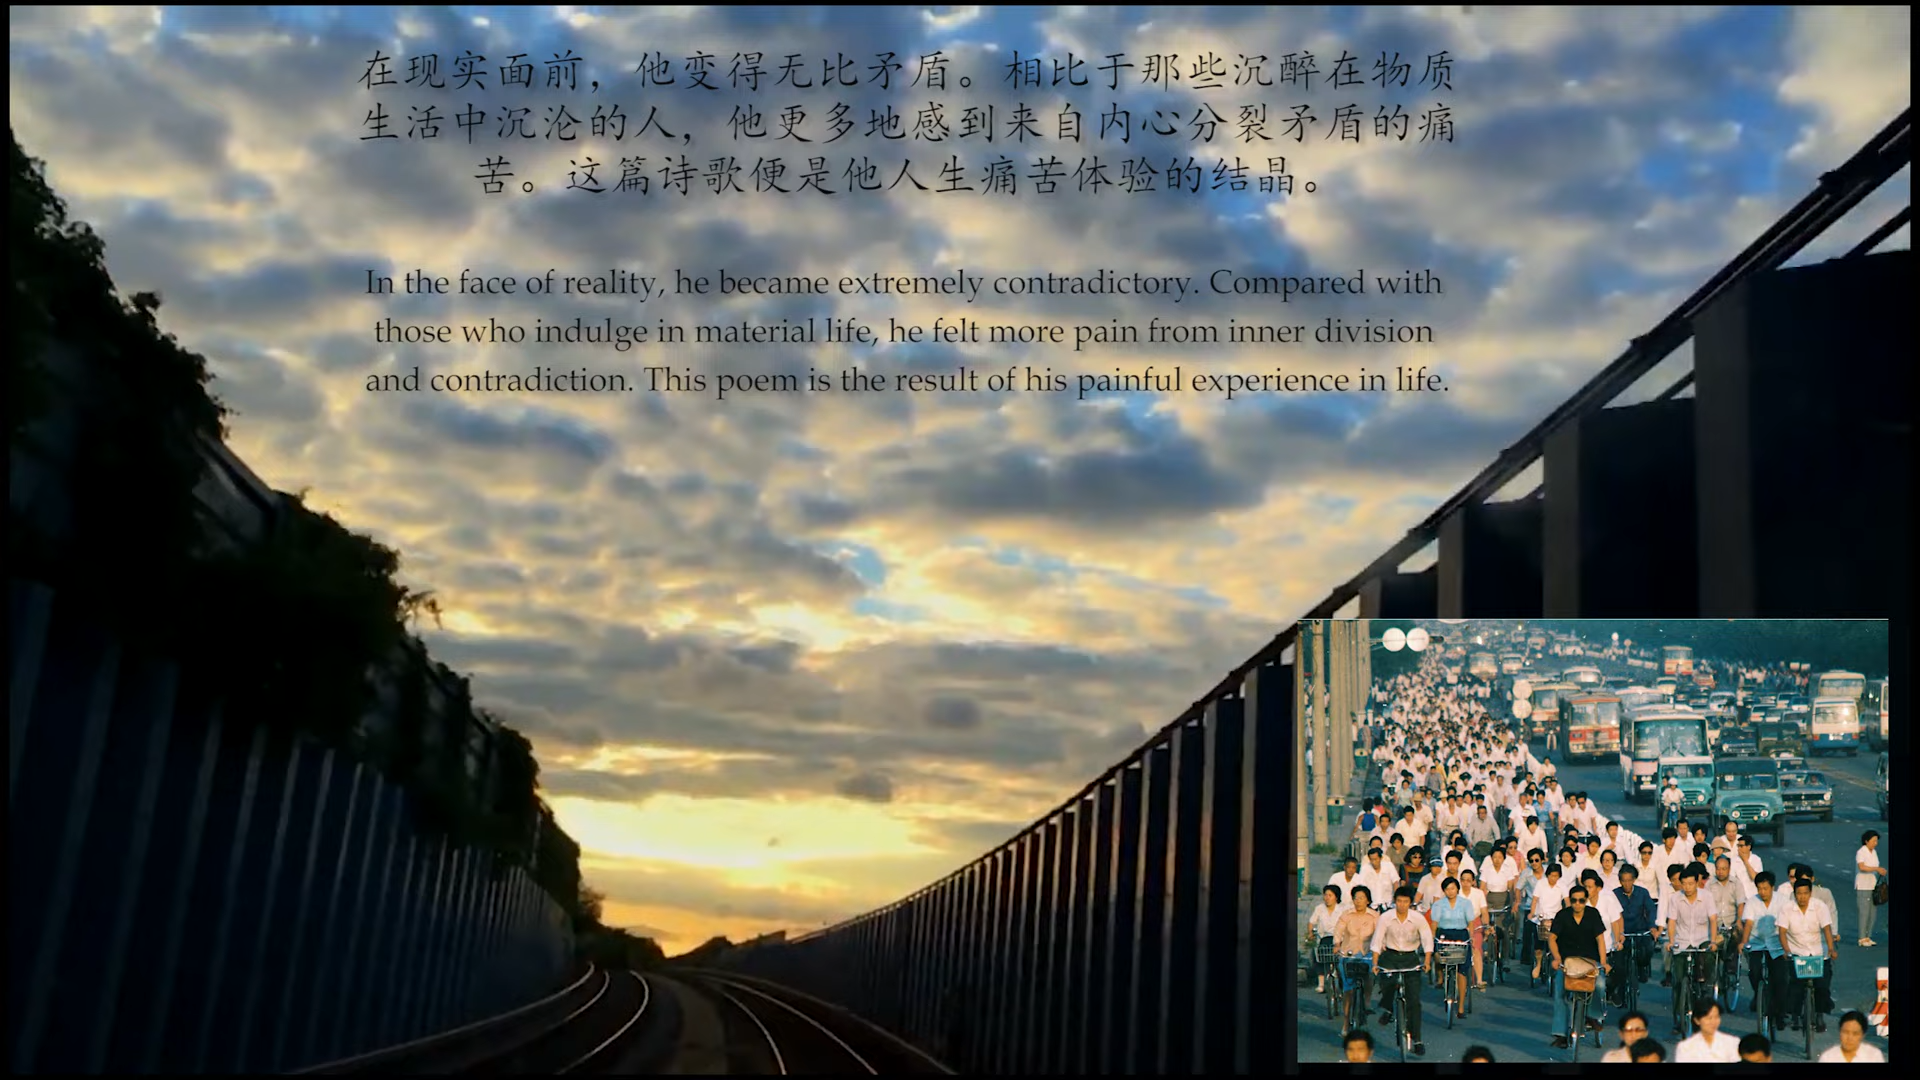 在现实面前，他变得无比矛盾。相比于那些沉醉在物质
生活中沉沦的人，他更多地感到来自内心分裂矛盾的痛
苦。这篇诗歌便是他人生痛苦体验的结晶。
In the face of reality, he became extremely contradictory. Compared with
those who indulge in material life, he felt more pain from inner division
and contradiction. This poem is the result of his painful experience in life.